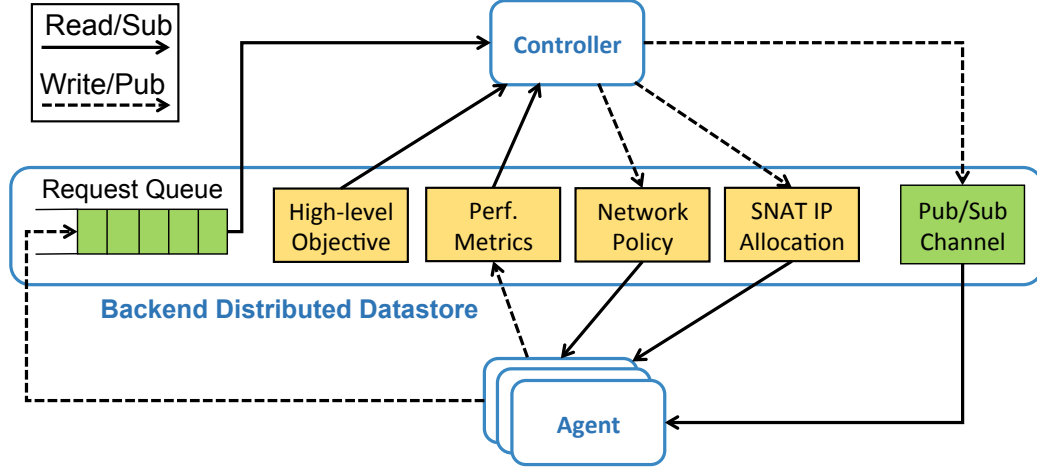 Read/Sub
Write/Pub
Controller
Request Queue
High-level
Objective
Perf.
Metrics
Network
Policy
SNAT IP
Allocation
Pub/Sub
Channel
Backend Distributed Datastore
Agent